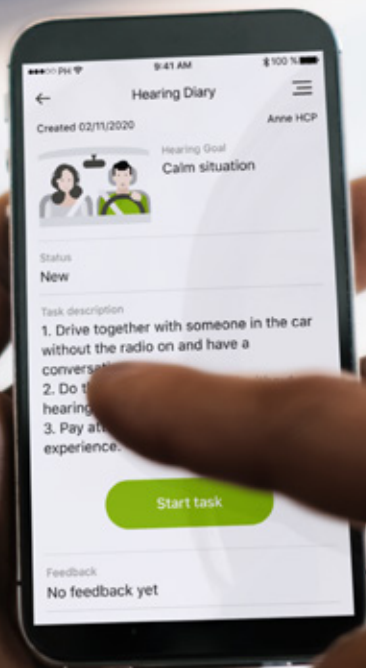 PH 9:41 AM 100 %
Hearing Diary
Created 02/11/2020 Anne HCP
Hearing Goal
Calm situation
Status
New
Task description
1. Drive together with someone in the car
without the radio on and have a
2. Do
hearing
3. Pay
experience.
Start task
Feedback
No feedback yet